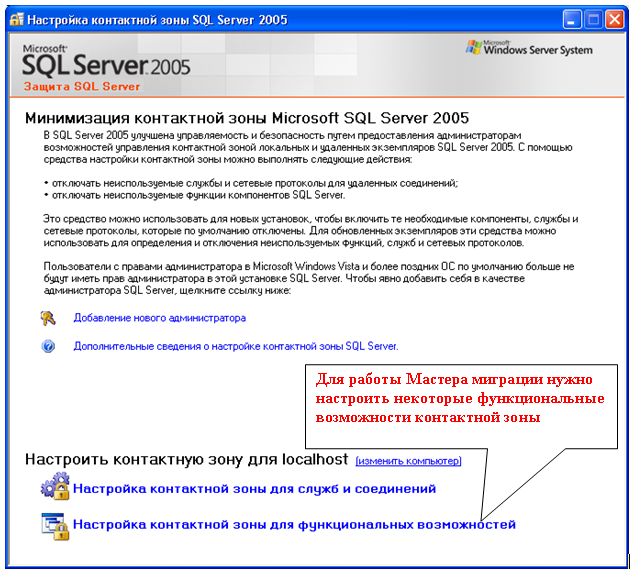 Настройка контактной зоны SQL Server 2005
Microsoft
SQL Server 2005
Microsoft
Windows Server System
Защита SQL Server
Минимизация контактной зоны Microsoft SQL Server 2005
В SQL Server 2005 улучшена управляемость и безопасность путем предоставления администраторам
возможностей управления контактной зоной локальных и удаленных экземпляров SQL Server 2005. С помощью
средства настройки контактной зоны можно выполнять следующие действия:
• отключать неиспользуемые службы и сетевые протоколы для удаленных соединений;
• отключать неиспользуемые функции компонентов SQL Server.
Это средство можно использовать для новых установок, чтобы включить те необходимые компоненты, службы и
сетевые протоколы, которые по умолчанию отключены. Для обновленных экземпляров эти средства можно
использовать для определения и отключения неиспользуемых функций, служб и сетевых протоколов.
Пользователи с правами администратора в Microsoft Windows Vista и более поздних ОС по умолчанию больше не
будут иметь прав администратора в этой установке SQL Server. Чтобы явно добавить себя в качестве
администратора SQL Server, щелкните ссылку ниже:
Добавление нового администратора
Дополнительные сведения о настройке контактной зоны SQL Server.
Для работы Мастера миграции нужно
настроить некоторые функциональные
возможности контактной зоны
Настроить контактную зону для localhost (изменить компьютер)
Настройка контактной зоны для служб и соединений
Настройка контактной зоны для функциональных возможностей